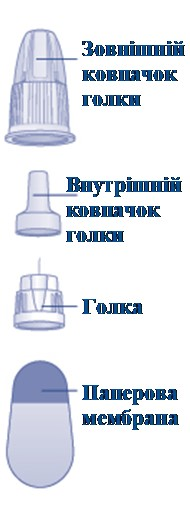 Зовнішній
ковпачок
голки
Внутрішній
ковпачок
голки
Голка
Паперова
мембрана